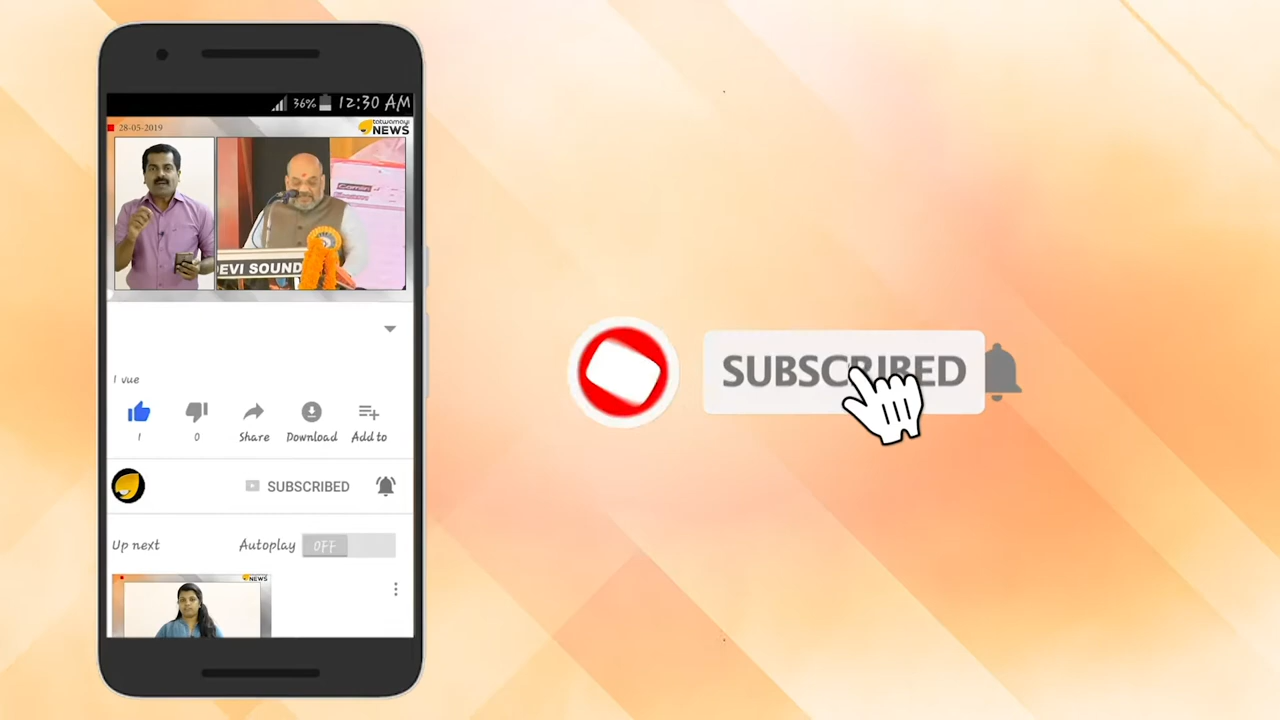 36% 12:30 AM
28-05-2019
tatwamayi
NEWS
DEVI SOUND
1 vue
1
0
Share
Download
Add to
SUBSCRIBED
Up next
Autoplay
OFF
NEWS
SUBSCRIBED